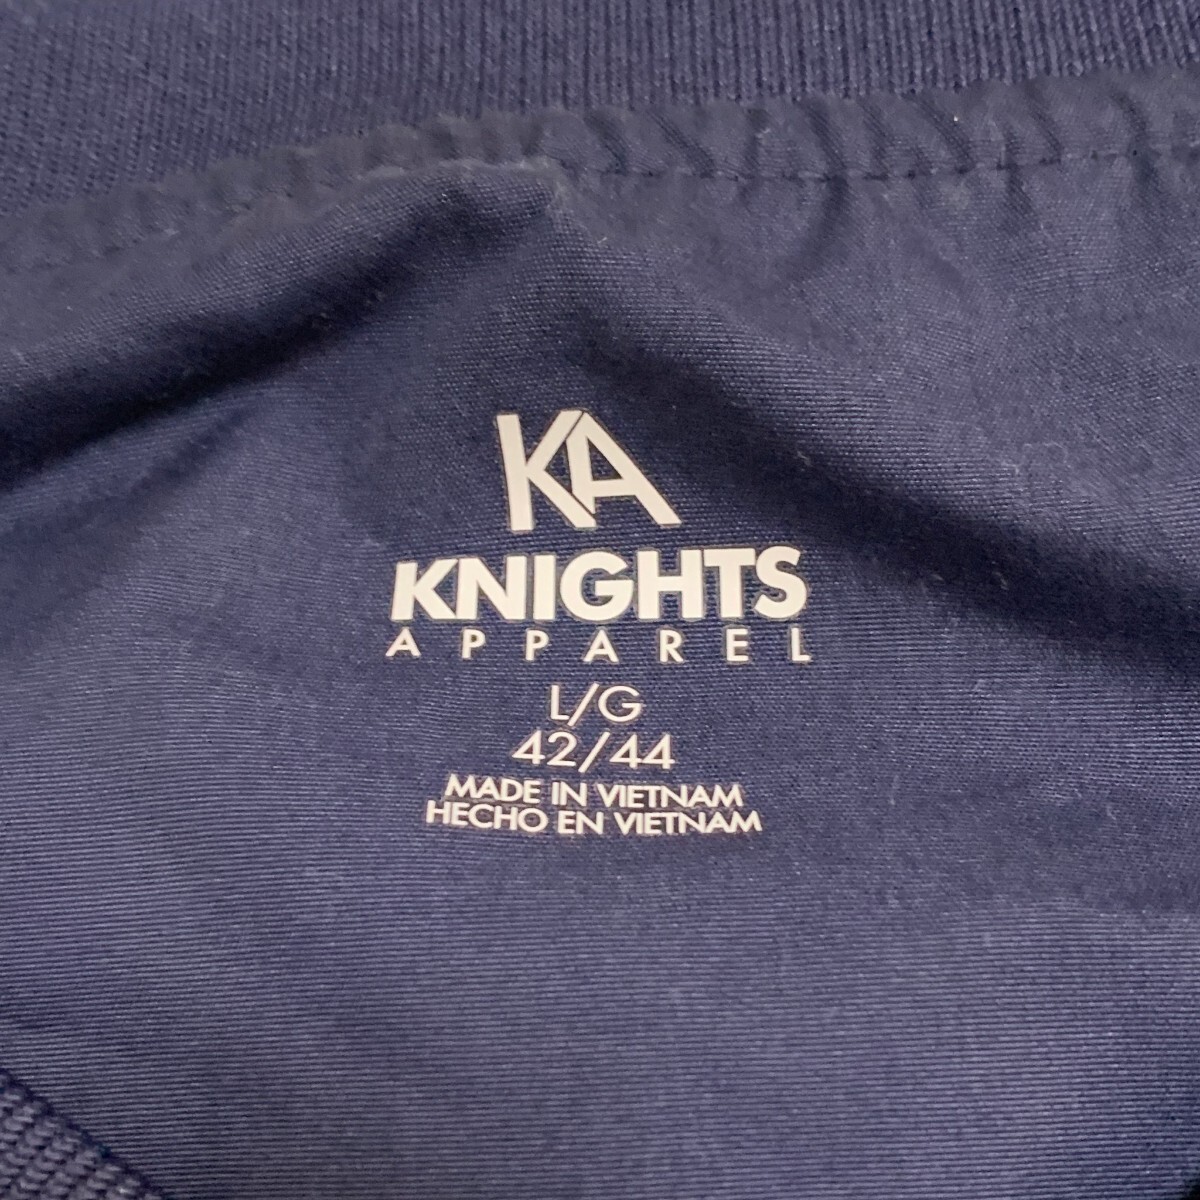 KA
KNIGHTS
APPAREL
L/G
42/44
MADE IN VIETNAM
HECHO EN VIETNAM